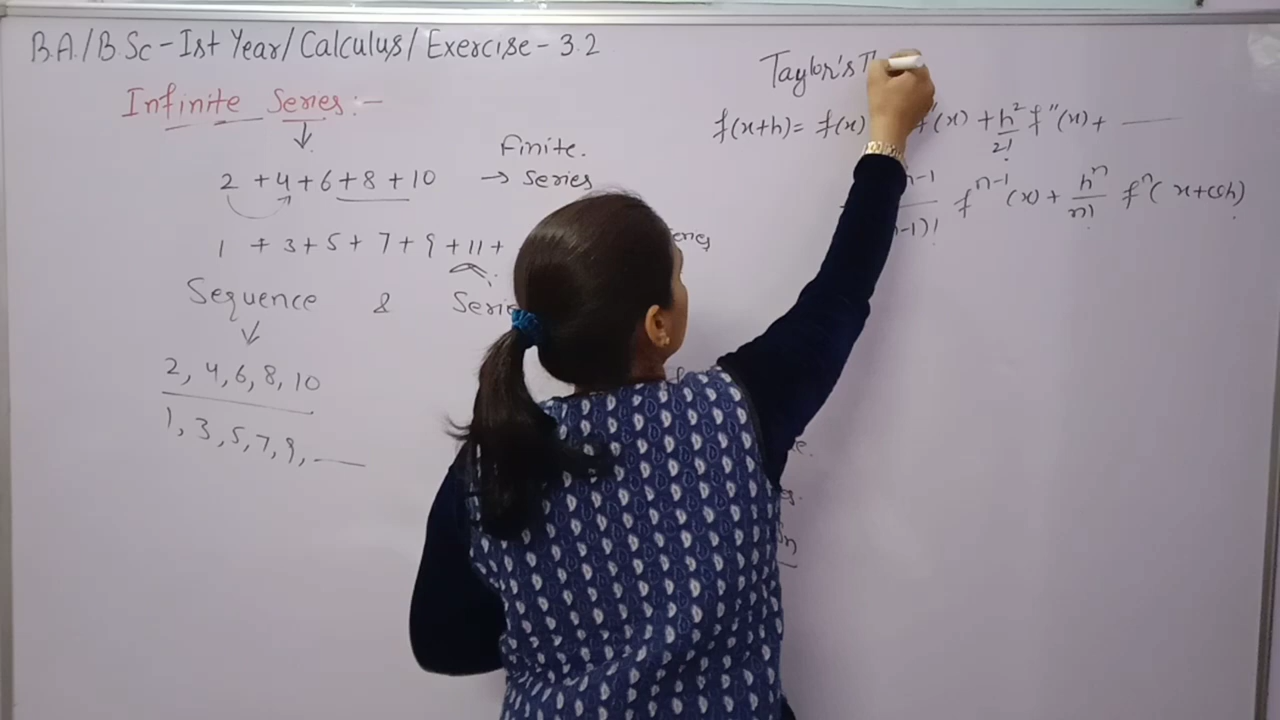 B.A./B.Sc-Ist Year/Calculus/Exercise-3.2
Infinite Series:-
2 + 4 + 6 + 8 + 10 → Finite. Series
1 + 3 + 5 + 7 + 9 + 11 +
Sequence & Serie
2, 4, 6, 8, 10
1, 3, 5, 7, 9, —
Taylor's T
f(x+h) = f(x) f'(x) + h²/2! f''(x) + ——
n-1 f^{n-1}(x) + h^n/n! f^n(x+θh)